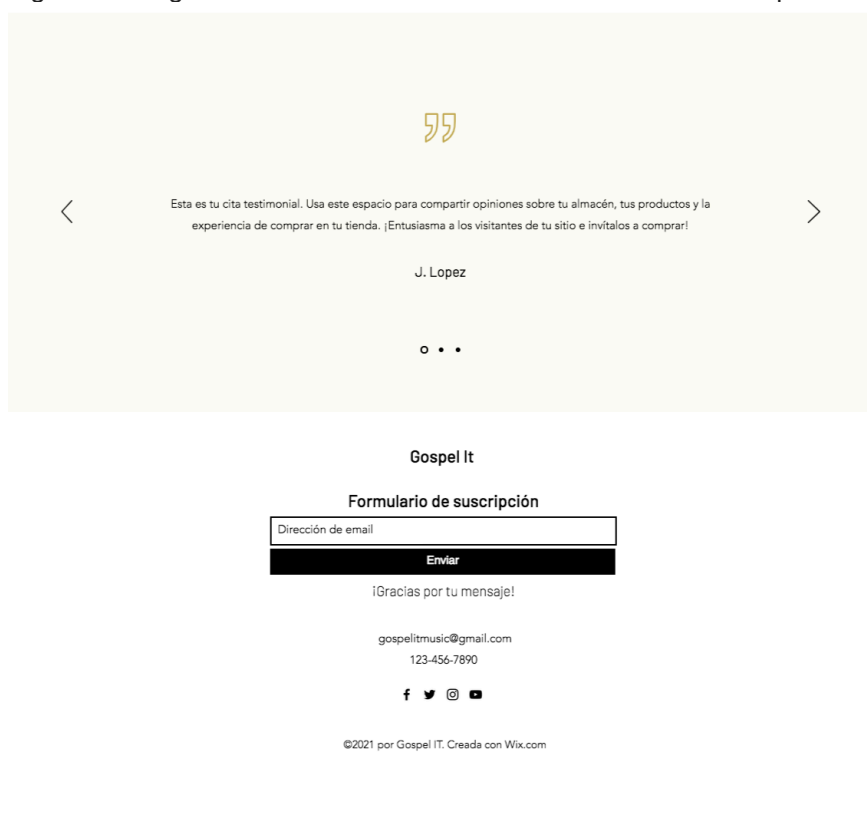 Esta es tu cita testimonial. Usa este espacio para compartir opiniones sobre tu almacén, tus productos y la
experiencia de comprar en tu tienda. ¡Entusiasma a los visitantes de tu sitio e invítalos a comprar!
J. Lopez
Gospel It
Formulario de suscripción
Dirección de email
Enviar
¡Gracias por tu mensaje!
gospelitmusic@gmail.com
123-456-7890
©2021 por Gospel IT. Creada con Wix.com